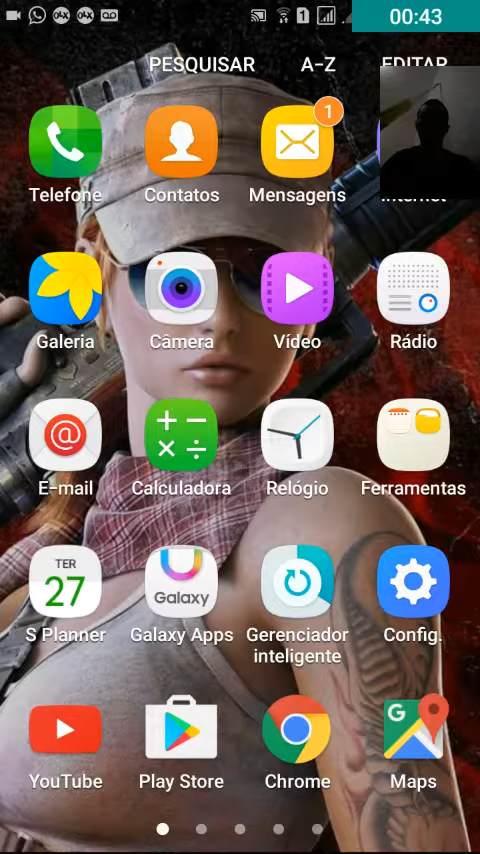 00:43
PESQUISAR A-Z EDITAR
1
Telefone Contatos Mensagens Internet
Galeria Câmera Vídeo Rádio
E-mail Calculadora Relógio Ferramentas
TER
27
Galaxy
S Planner Galaxy Apps Gerenciador inteligente Config.
YouTube Play Store Chrome Maps